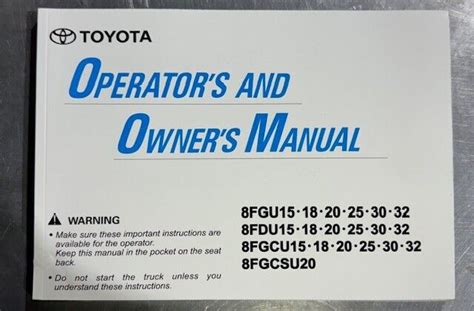 TOYOTA
OPERATOR'S AND
OWNER'S MANUAL
8FGU15·18·20·25·30·32
8FDU15·18·20·25·30·32
8FGCU15·18·20·25·30·32
8FGCSU20
WARNING
• Make sure these important instructions are
available for the operator.
Keep this manual in the pocket on the seat
back.
• Do not start the truck unless you
understand these instructions.